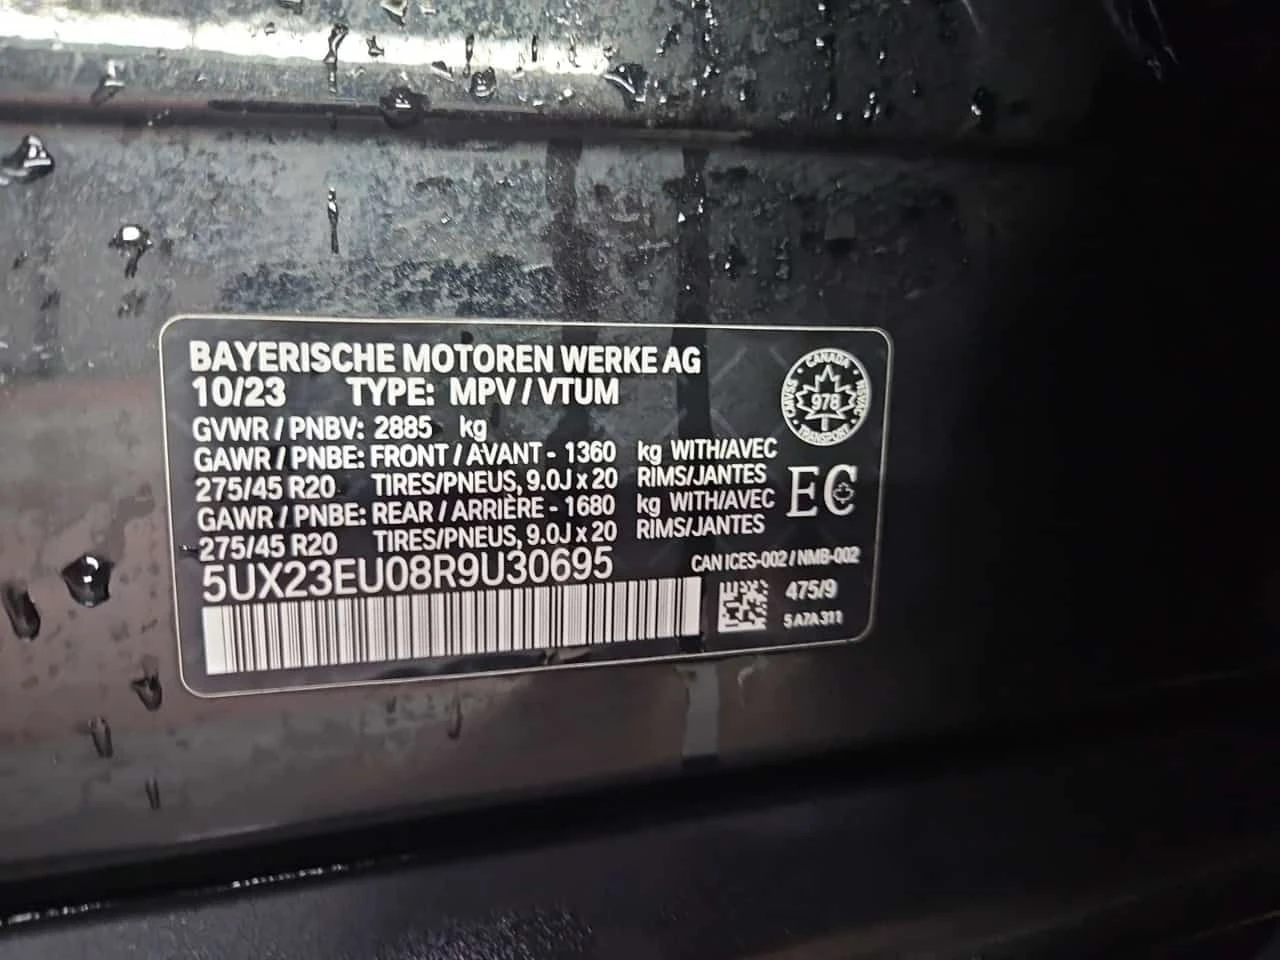 BAYERISCHE MOTOREN WERKE AG
10/23 TYPE: MPV / VTUM
GVWR / PNBV: 2885 kg
GAWR / PNBE: FRONT / AVANT - 1360 kg WITH/AVEC
275/45 R20 TIRES/PNEUS, 9.0J x 20 RIMS/JANTES
GAWR / PNBE: REAR / ARRIÈRE - 1680 kg WITH/AVEC
275/45 R20 TIRES/PNEUS, 9.0J x 20 RIMS/JANTES
5UX23EU08R9U30695
CANADA
978
TRANSPORT
CMVSS
NSVAC
EC
CAN ICES-002 / NMB-002
475/9
5A7A311